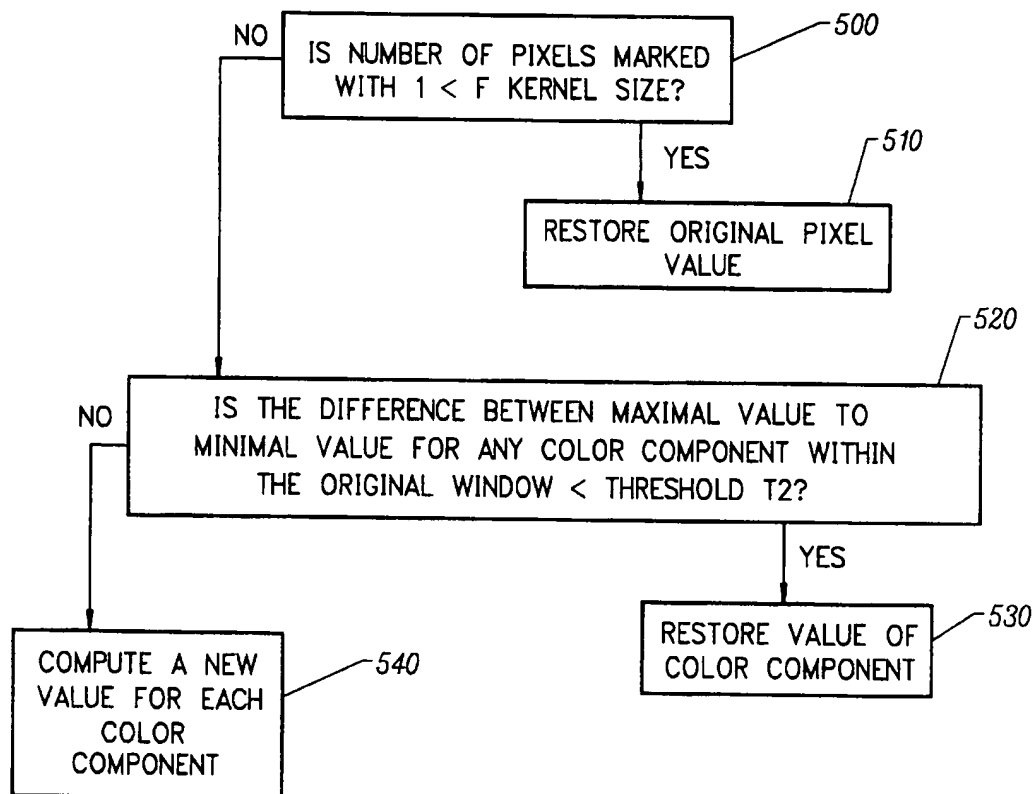 500
NO
IS NUMBER OF PIXELS MARKED
WITH 1 < F KERNEL SIZE?
YES
510
RESTORE ORIGINAL PIXEL
VALUE
520
NO
IS THE DIFFERENCE BETWEEN MAXIMAL VALUE TO
MINIMAL VALUE FOR ANY COLOR COMPONENT WITHIN
THE ORIGINAL WINDOW < THRESHOLD T2?
YES
530
RESTORE VALUE OF
COLOR COMPONENT
540
COMPUTE A NEW
VALUE FOR EACH
COLOR
COMPONENT